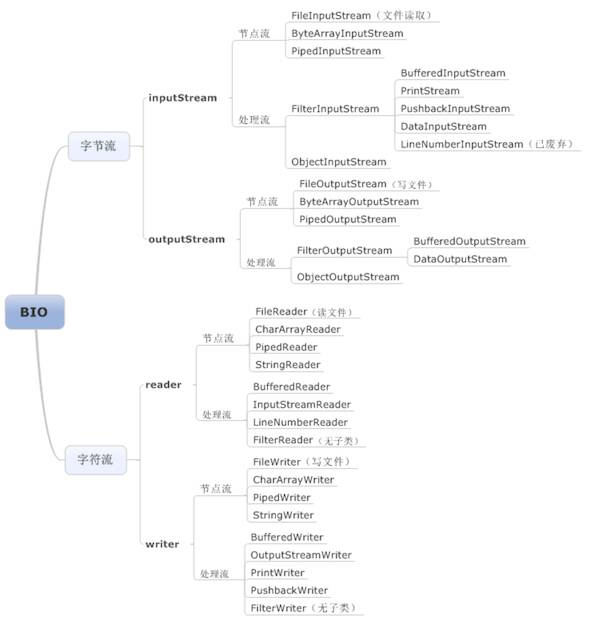 BIO
字节流
inputStream
节点流
FileInputStream（文件读取）
ByteArrayInputStream
PipedInputStream
处理流
FilterInputStream
BufferedInputStream
PrintStream
PushbackInputStream
DataInputStream
LineNumberInputStream（已废弃）
ObjectInputStream
outputStream
节点流
FileOutputStream（写文件）
ByteArrayOutputStream
PipedOutputStream
处理流
FilterOutputStream
BufferedOutputStream
DataOutputStream
ObjectOutputStream
字符流
reader
节点流
FileReader（读文件）
CharArrayReader
PipedReader
StringReader
处理流
BufferedReader
InputStreamReader
LineNumberReader
FilterReader（无子类）
writer
节点流
FileWriter（写文件）
CharArrayWriter
PipedWriter
StringWriter
处理流
BufferedWriter
OutputStreamWriter
PrintWriter
PushbackWriter
FilterWriter（无子类）